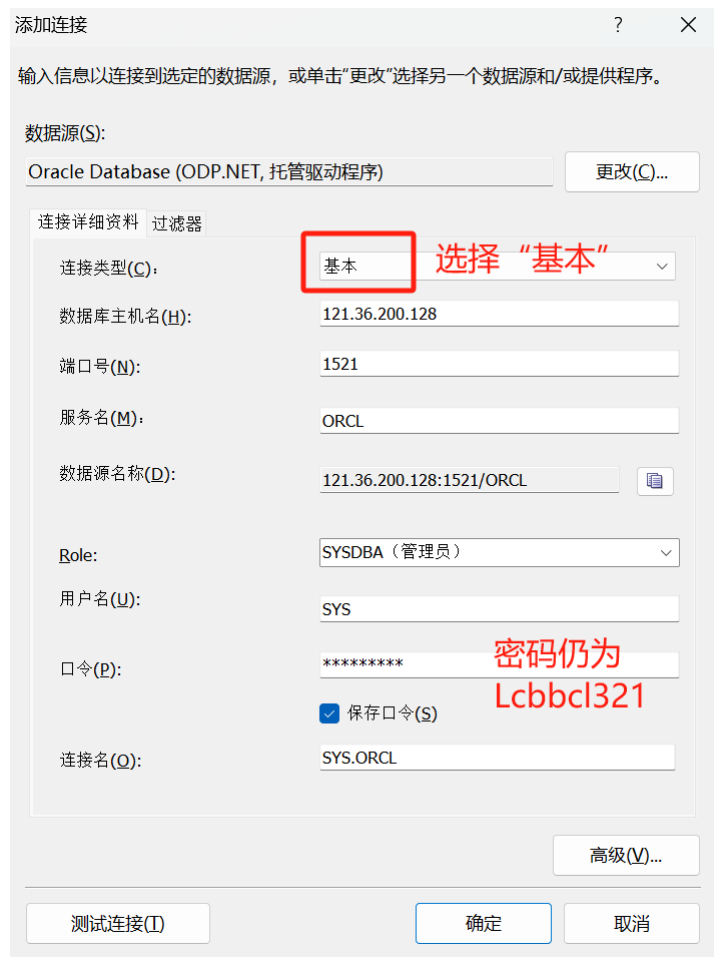 添加连接 ? ×
输入信息以连接到选定的数据源，或单击“更改”选择另一个数据源和/或提供程序。
数据源(S):
Oracle Database (ODP.NET, 托管驱动程序) 更改(C)...
连接详细资料 过滤器
连接类型(C): 基本 选择“基本”
数据库主机名(H): 121.36.200.128
端口号(N): 1521
服务名(M): ORCL
数据源名称(D): 121.36.200.128:1521/ORCL
Role: SYSDBA（管理员）
用户名(U): SYS
口令(P): *********
密码仍为
Lcbbcl321
保存口令(S)
连接名(O): SYS.ORCL
高级(V)...
测试连接(T) 确定 取消